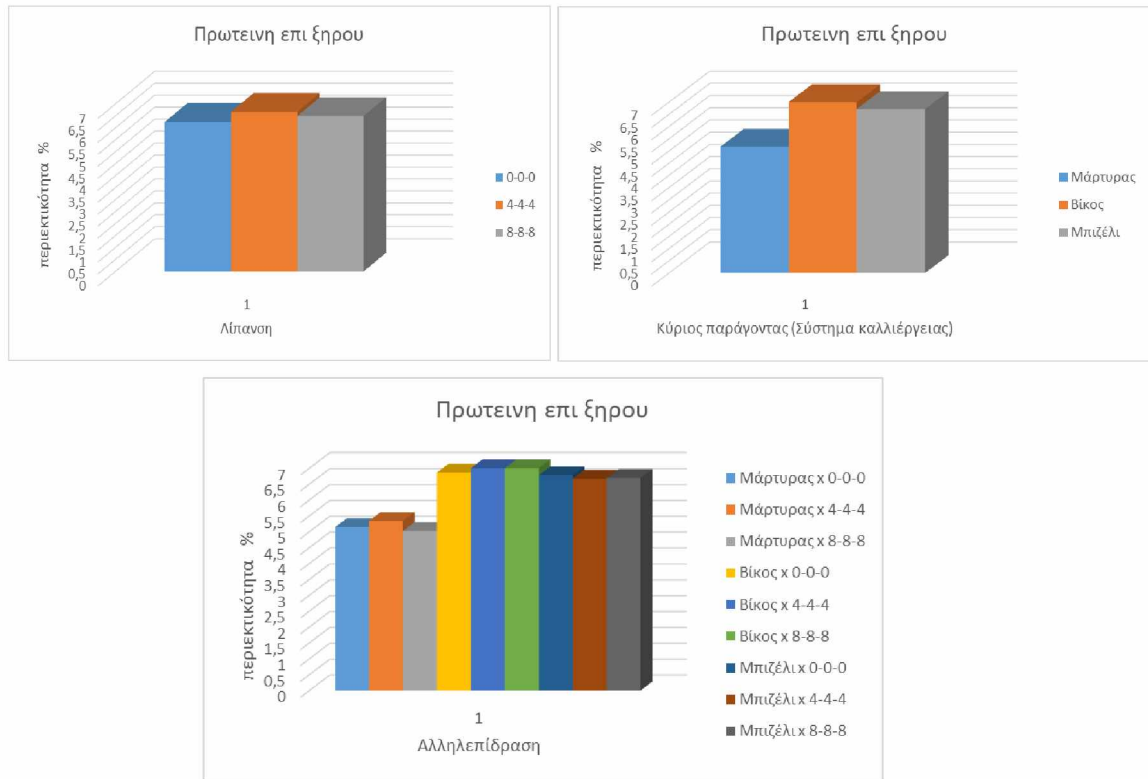 Πρωτεινη επι ξηρου
περιεκτικότητα %
7
6,5
6
5,5
5
4,5
4
3,5
3
2,5
2
1,5
1
0,5
0
1
Λίπανση
0-0-0
4-4-4
8-8-8
Πρωτεινη επι ξηρου
περιεκτικότητα %
7
6,5
6
5,5
5
4,5
4
3,5
3
2,5
2
1,5
1
0,5
0
1
Κύριος παράγοντας (Σύστημα καλλιέργειας)
Μάρτυρας
Βίκος
Μπιζέλι
Πρωτεινη επι ξηρου
περιεκτικότητα %
7
6,5
6
5,5
5
4,5
4
3,5
3
2,5
2
1,5
1
0,5
0
1
Αλληλεπίδραση
Μάρτυρας x 0-0-0
Μάρτυρας x 4-4-4
Μάρτυρας x 8-8-8
Βίκος x 0-0-0
Βίκος x 4-4-4
Βίκος x 8-8-8
Μπιζέλι x 0-0-0
Μπιζέλι x 4-4-4
Μπιζέλι x 8-8-8